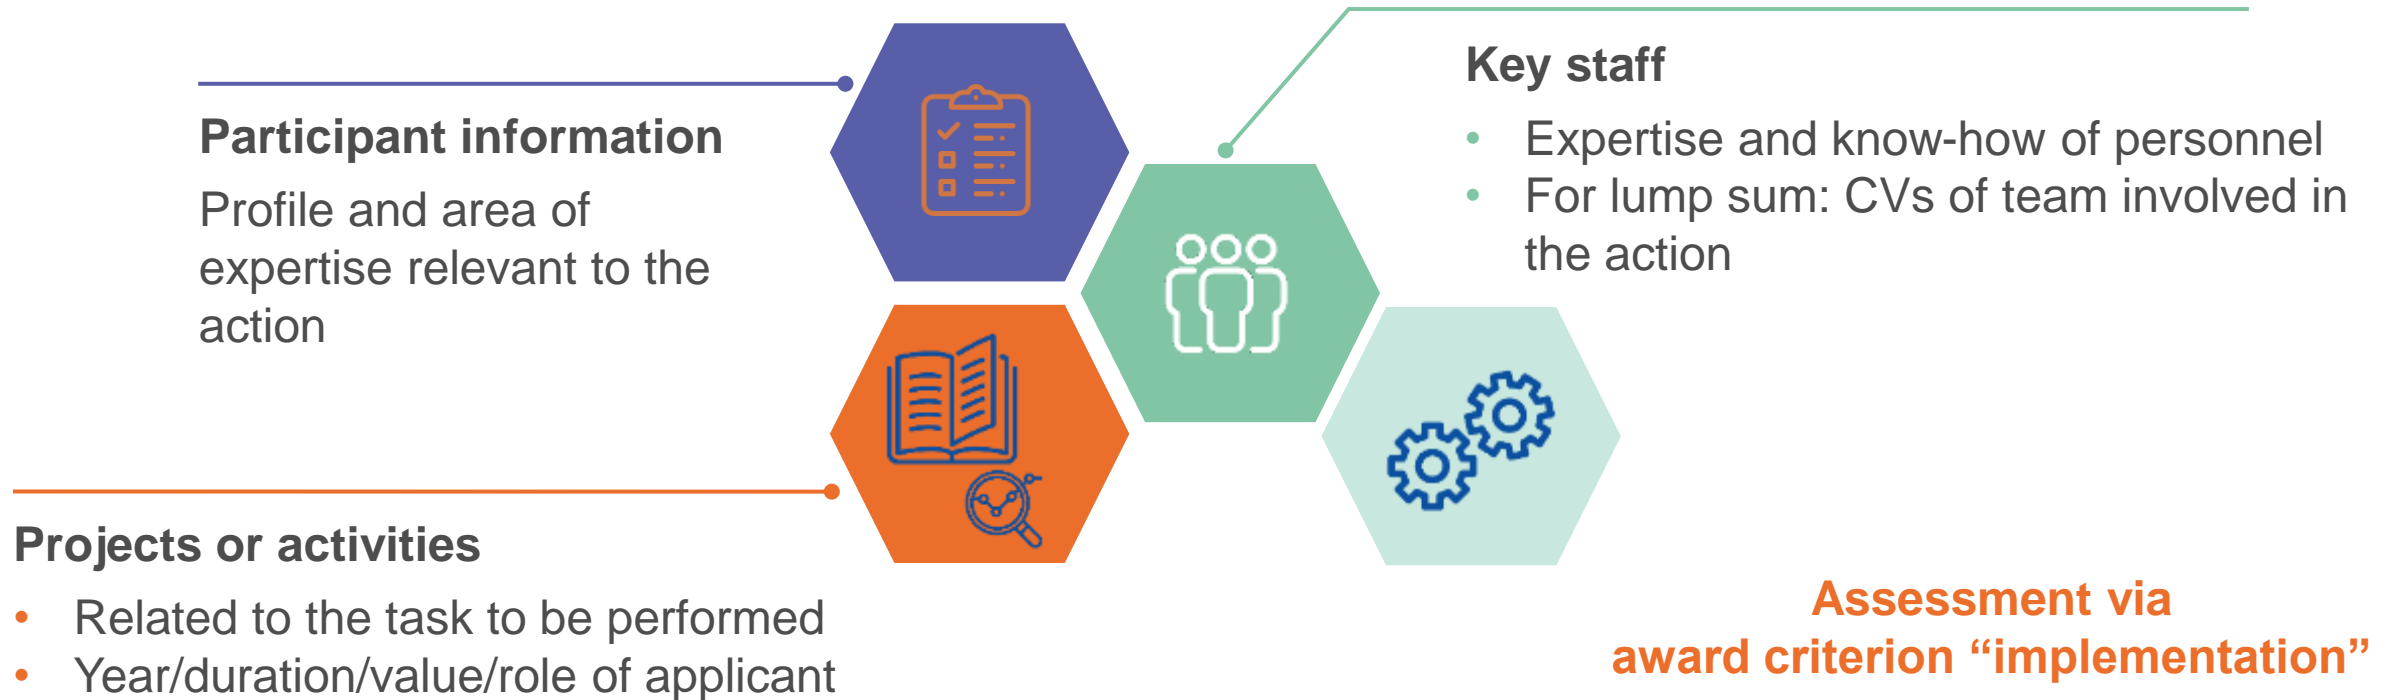 Participant information
Profile and area of
expertise relevant to the
action
Key staff
• Expertise and know-how of personnel
• For lump sum: CVs of team involved in
the action
Projects or activities
• Related to the task to be performed
• Year/duration/value/role of applicant
Assessment via
award criterion “implementation”